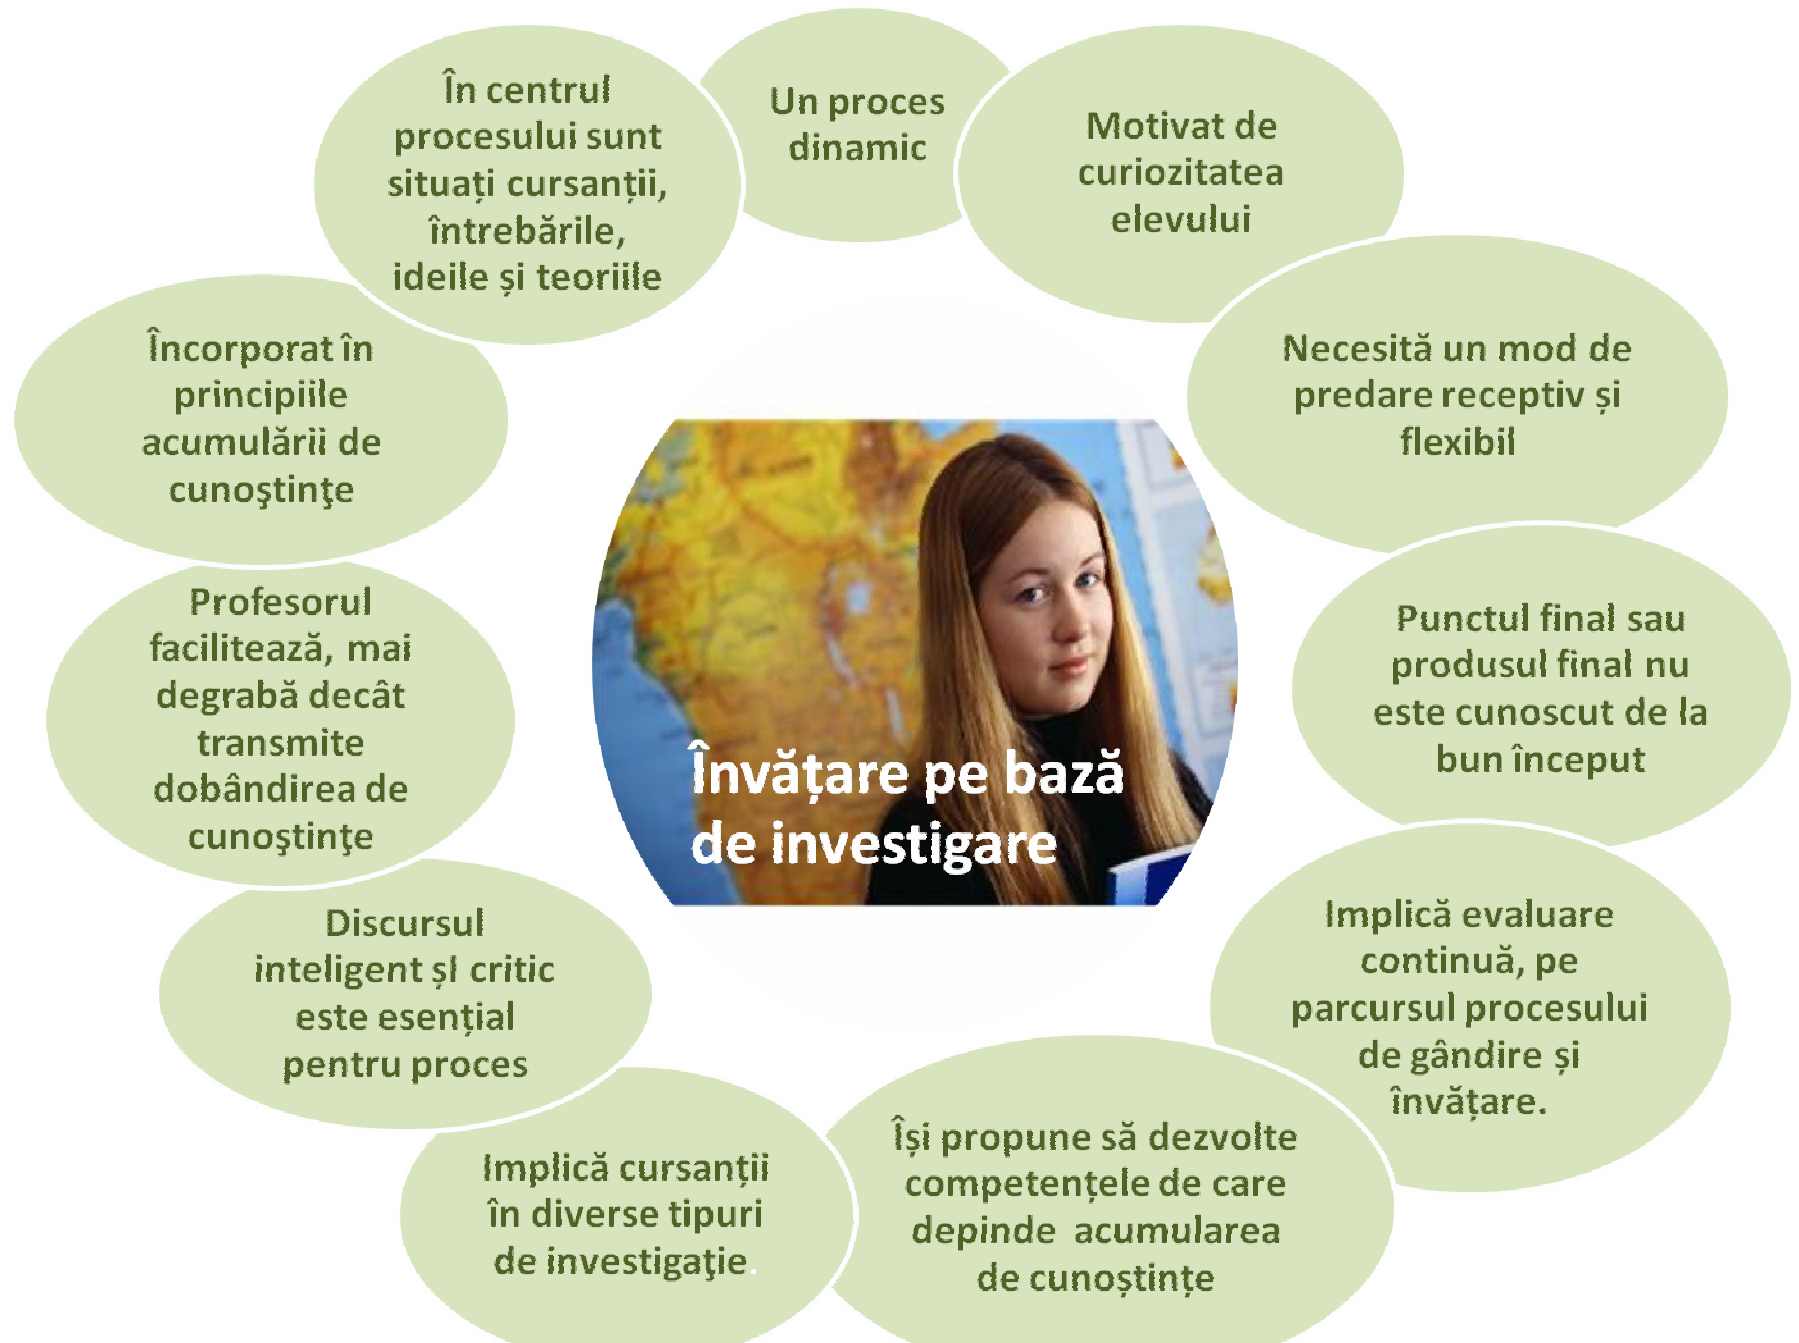 Un proces
dinamic
Motivat de
curiozitatea
elevului
Necesită un mod de
predare receptiv și
flexibil
Punctul final sau
produsul final nu
este cunoscut de la
bun început
Implică evaluare
continuă, pe
parcursul procesului
de gândire și
învățare.
Își propune să dezvolte
competențele de care
depinde acumularea
de cunoștințe
Implică cursanții
în diverse tipuri
de investigaţie.
Discursul
inteligent șI critic
este esențial
pentru proces
Profesorul
facilitează, mai
degrabă decât
transmite
dobândirea de
cunoştinţe
Încorporat în
principiile
acumulării de
cunoştinţe
În centrul
procesului sunt
situați cursanții,
întrebările,
ideile și teoriile
Învățare pe bază
de investigare